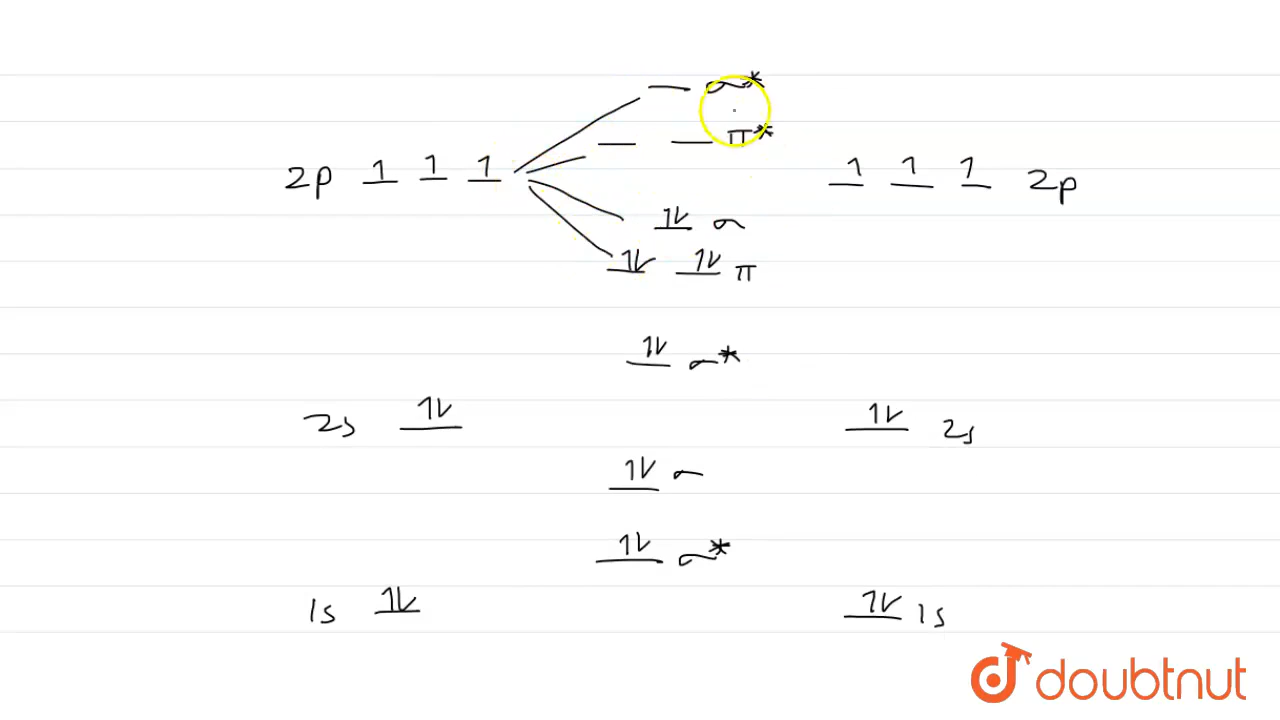 σ*
π*
2p 1 1 1
1 1 1 2p
1L σ
1L 1L π
1L σ*
2s 1L
1L 2s
1L σ
1L σ*
1s 1L
1L 1s
doubtnut